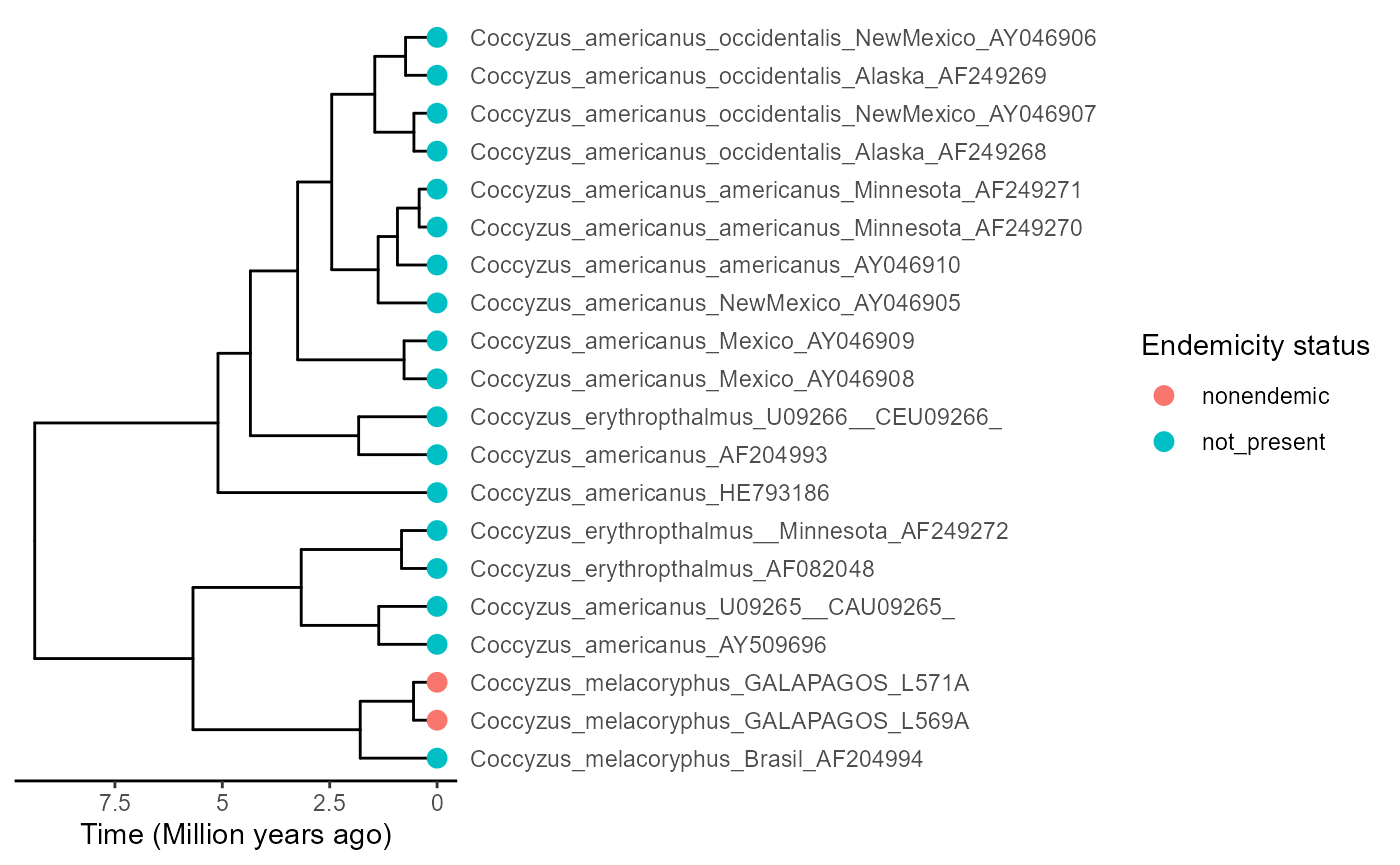 Coccyzus_americanus_occidentalis_NewMexico_AY046906
Coccyzus_americanus_occidentalis_Alaska_AF249269
Coccyzus_americanus_occidentalis_NewMexico_AY046907
Coccyzus_americanus_occidentalis_Alaska_AF249268
Coccyzus_americanus_americanus_Minnesota_AF249271
Coccyzus_americanus_americanus_Minnesota_AF249270
Coccyzus_americanus_americanus_AY046910
Coccyzus_americanus_NewMexico_AY046905
Coccyzus_americanus_Mexico_AY046909
Coccyzus_americanus_Mexico_AY046908
Coccyzus_erythropthalmus_U09266__CEU09266_
Coccyzus_americanus_AF204993
Coccyzus_americanus_HE793186
Coccyzus_erythropthalmus__Minnesota_AF249272
Coccyzus_erythropthalmus_AF082048
Coccyzus_americanus_U09265__CAU09265_
Coccyzus_americanus_AY509696
Coccyzus_melacoryphus_GALAPAGOS_L571A
Coccyzus_melacoryphus_GALAPAGOS_L569A
Coccyzus_melacoryphus_Brasil_AF204994
7.5 5 2.5 0
Time (Million years ago)
Endemicity status
nonendemic
not_present